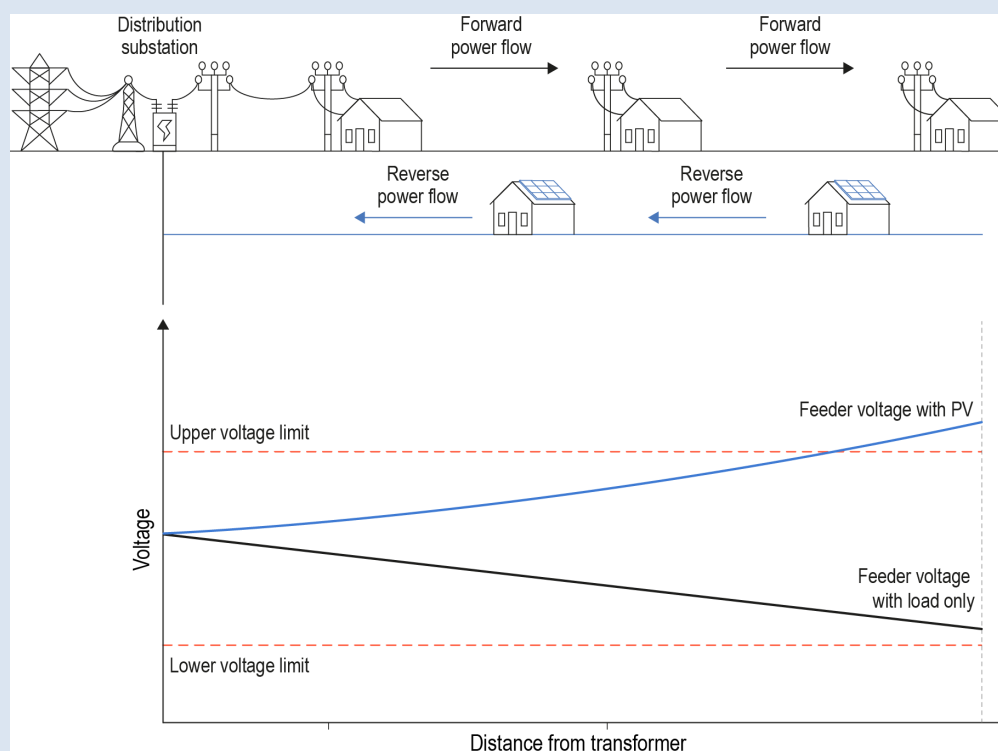 Distribution
substation
Forward
power flow
Forward
power flow
Reverse
power flow
Reverse
power flow
Feeder voltage with PV
Upper voltage limit
Voltage
Feeder voltage
with load only
Lower voltage limit
Distance from transformer